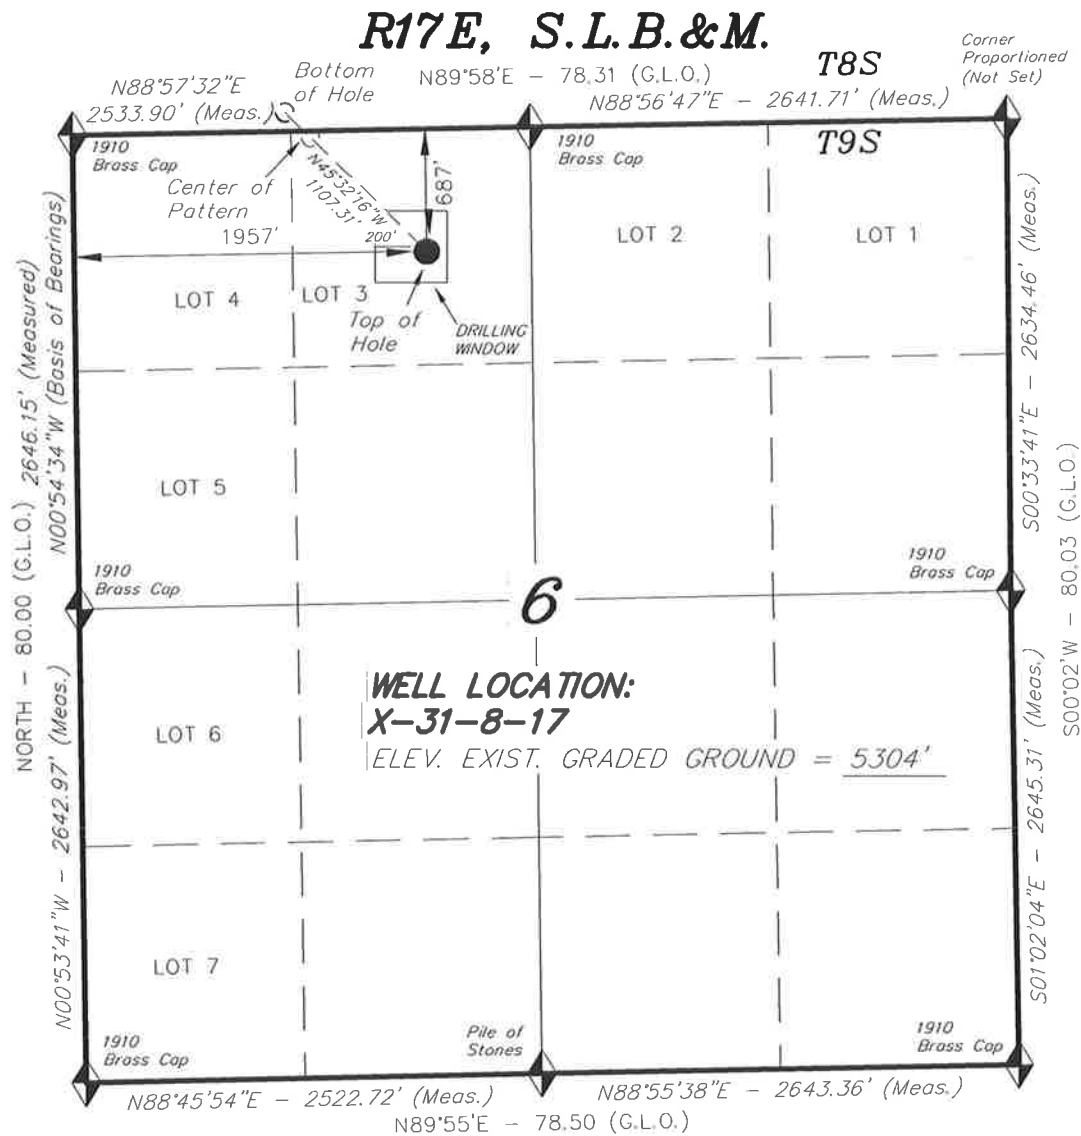 R17E, S.L.B.&M.
T8S
Corner
Proportioned
(Not Set)
N88°57'32"E
2533.90' (Meas.)
Bottom
of Hole
N89°58'E - 78.31 (G.L.O.)
N88°56'47"E - 2641.71' (Meas.)
T9S
1910
Brass Cap
1910
Brass Cap
Center of
Pattern
N45°32'16"W
1107.31'
687'
1957'
200'
LOT 4
LOT 3
LOT 2
LOT 1
Top of
Hole
DRILLING
WINDOW
NORTH - 80.00 (G.L.O.)
2646.15' (Measured)
N00°54'34"W (Basis of Bearings)
S00°33'41"E - 2634.46' (Meas.)
S00°02'W - 80.03 (G.L.O.)
LOT 5
1910
Brass Cap
1910
Brass Cap
6
WELL LOCATION:
X-31-8-17
ELEV. EXIST. GRADED GROUND = 5304'
LOT 6
N00°53'41"W - 2642.97' (Meas.)
S01°02'04"E - 2645.31' (Meas.)
LOT 7
1910
Brass Cap
Pile of
Stones
1910
Brass Cap
N88°45'54"E - 2522.72' (Meas.)
N88°55'38"E - 2643.36' (Meas.)
N89°55'E - 78.50 (G.L.O.)